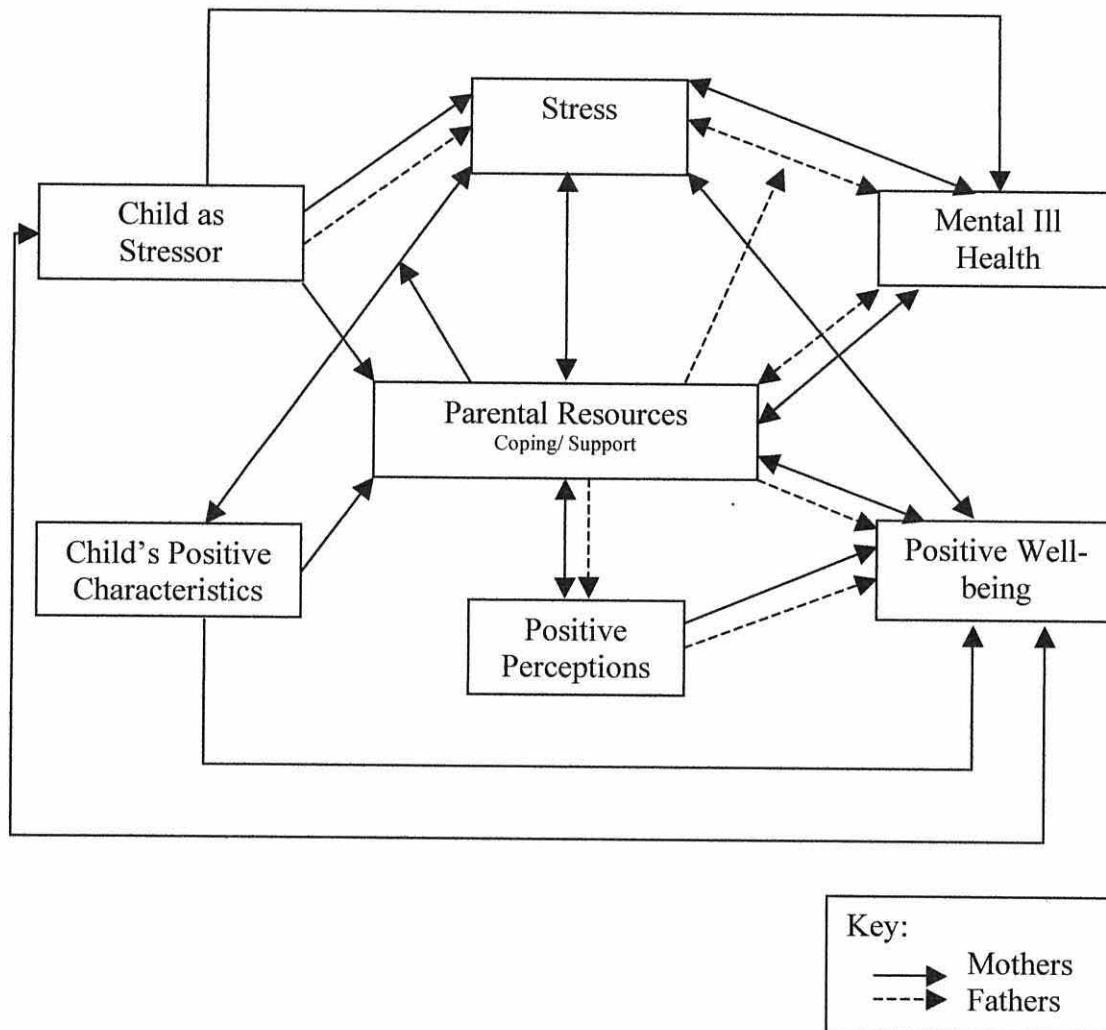 Stress
Child as
Stressor
Mental Ill
Health
Parental Resources
Coping/ Support
Child’s Positive
Characteristics
Positive Well-
being
Positive
Perceptions
Key:
Mothers
Fathers